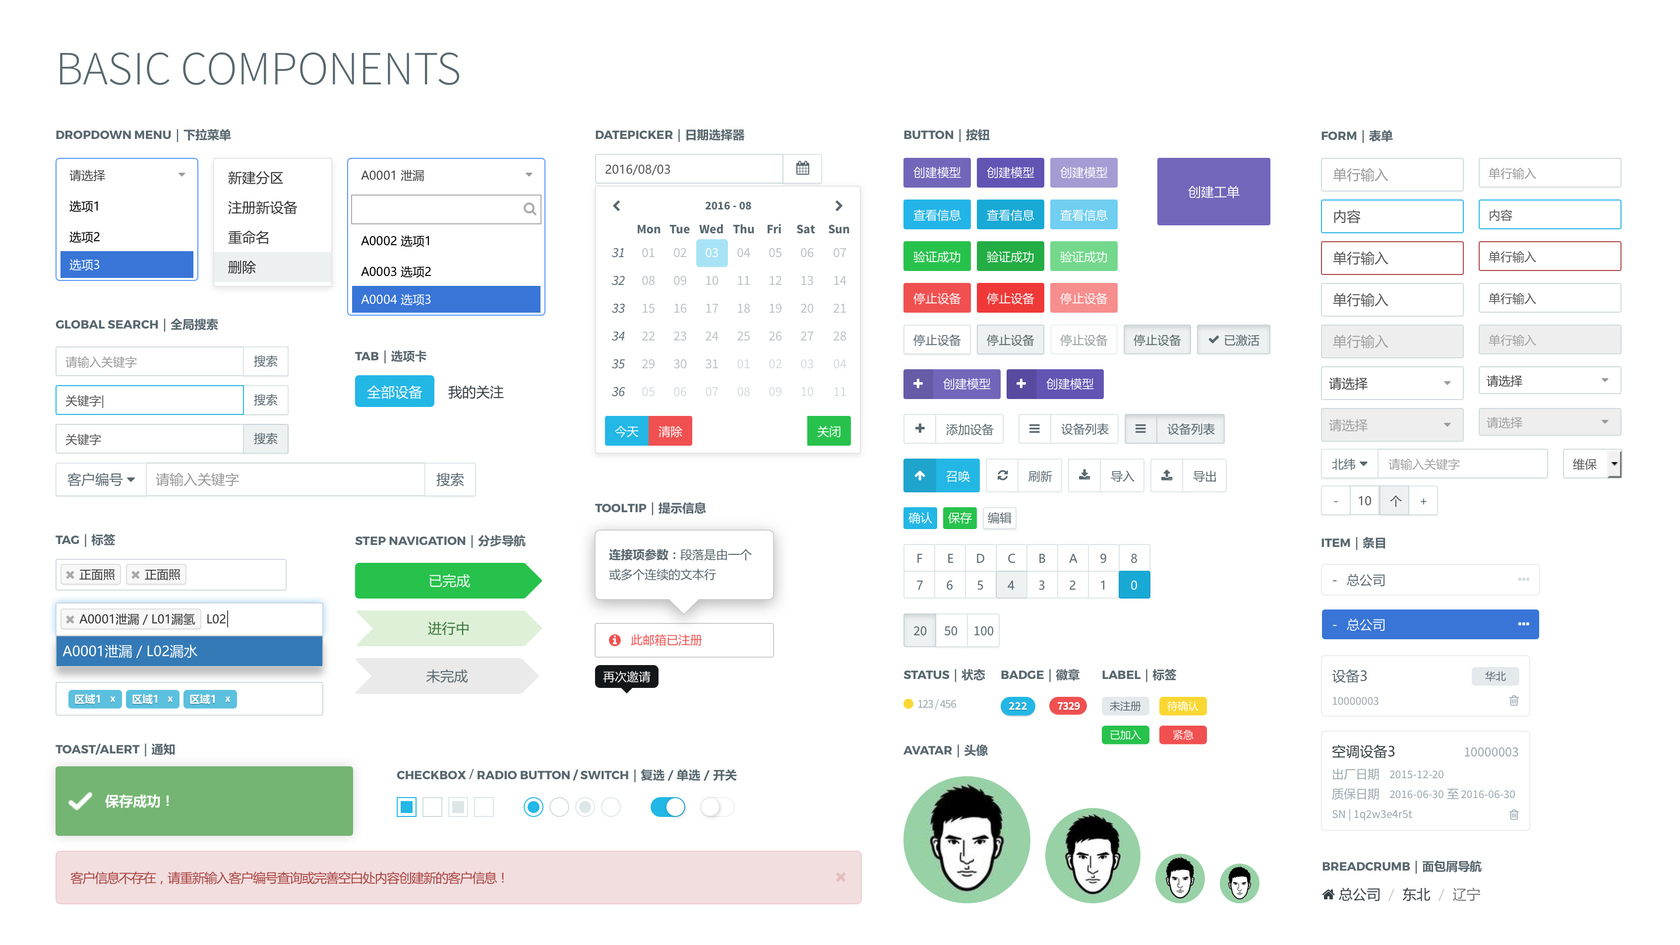 BASIC COMPONENTS
DROPDOWN MENU | 下拉菜单
请选择
选项1
选项2
选项3
新建分区
注册新设备
重命名
删除
A0001 泄漏
A0002 选项1
A0003 选项2
A0004 选项3
GLOBAL SEARCH | 全局搜索
请输入关键字 搜索
关键字 搜索
关键字 搜索
客户编号 请输入关键字 搜索
TAB | 选项卡
全部设备 我的关注
TAG | 标签
正面照 正面照
A0001泄漏 / L01漏氢 L02
A0001泄漏 / L02漏水
区域1 x 区域1 x 区域1 x
STEP NAVIGATION | 分步导航
已完成
进行中
未完成
TOAST/ALERT | 通知
保存成功！
CHECKBOX / RADIO BUTTON / SWITCH | 复选 / 单选 / 开关
客户信息不存在，请重新输入客户编号查询或完善空白处内容创建新的客户信息！
DATEPICKER | 日期选择器
2016/08/03
2016 - 08
Mon Tue Wed Thu Fri Sat Sun
31 01 02 03 04 05 06 07
32 08 09 10 11 12 13 14
33 15 16 17 18 19 20 21
34 22 23 24 25 26 27 28
35 29 30 31 01 02 03 04
36 05 06 07 08 09 10 11
今天 清除 关闭
TOOLTIP | 提示信息
连接项参数：段落是由一个
或多个连续的文本行
此邮箱已注册
再次邀请
BUTTON | 按钮
创建模型 创建模型 创建模型 创建工单
查看信息 查看信息 查看信息
验证成功 验证成功 验证成功
停止设备 停止设备 停止设备
停止设备 停止设备 停止设备 停止设备 已激活
+ 创建模型 + 创建模型
+ 添加设备 设备列表 设备列表
召唤 刷新 导入 导出
确认 保存 编辑
F E D C B A 9 8
7 6 5 4 3 2 1 0
20 50 100
STATUS | 状态
123 / 456
BADGE | 徽章
222 7329
LABEL | 标签
未注册 待确认
已加入 紧急
AVATAR | 头像
FORM | 表单
单行输入 单行输入
内容 内容
单行输入 单行输入
单行输入 单行输入
单行输入 单行输入
请选择 请选择
请选择 请选择
北纬 请输入关键字 维保
- 10 个 +
ITEM | 条目
- 总公司 ···
- 总公司 ···
设备3 华北
10000003
空调设备3 10000003
出厂日期 2015-12-20
质保日期 2016-06-30 至 2016-06-30
SN | 1q2w3e4r5t
BREADCRUMB | 面包屑导航
总公司 / 东北 / 辽宁